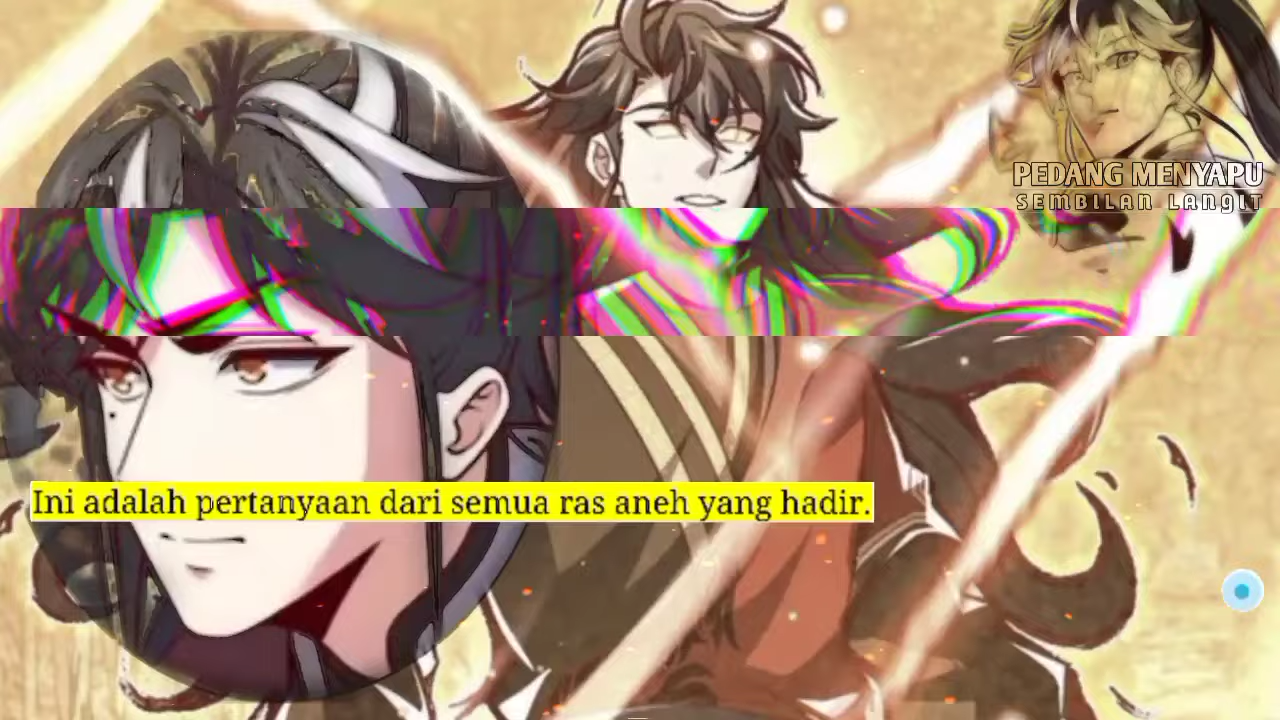 PEDANG MENYAPU
SEMBILAN LANGIT
Ini adalah pertanyaan dari semua ras aneh yang hadir.